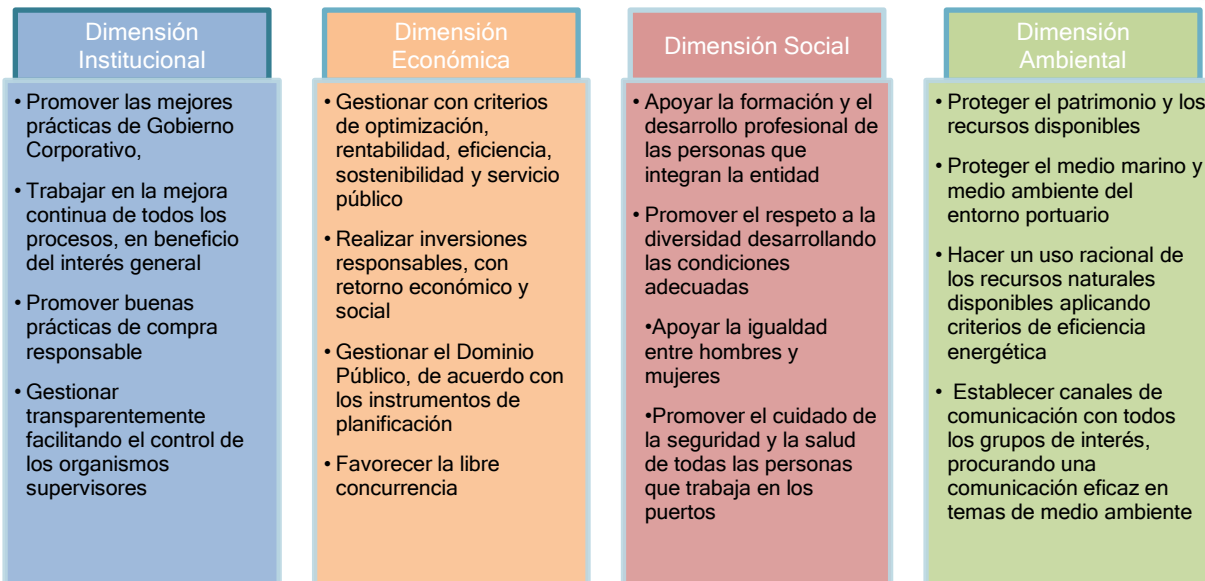 Dimensión
Institucional
• Promover las mejores
prácticas de Gobierno
Corporativo,
• Trabajar en la mejora
continua de todos los
procesos, en beneficio
del interés general
• Promover buenas
prácticas de compra
responsable
• Gestionar
transparentemente
facilitando el control de
los organismos
supervisores
Dimensión
Económica
• Gestionar con criterios
de optimización,
rentabilidad, eficiencia,
sostenibilidad y servicio
público
• Realizar inversiones
responsables, con
retorno económico y
social
• Gestionar el Dominio
Público, de acuerdo con
los instrumentos de
planificación
• Favorecer la libre
concurrencia
Dimensión Social
• Apoyar la formación y el
desarrollo profesional de
las personas que
integran la entidad
• Promover el respeto a la
diversidad desarrollando
las condiciones
adecuadas
•Apoyar la igualdad
entre hombres y
mujeres
•Promover el cuidado de
la seguridad y la salud
de todas las personas
que trabaja en los
puertos
Dimensión
Ambiental
• Proteger el patrimonio y los
recursos disponibles
• Proteger el medio marino y
medio ambiente del
entorno portuario
• Hacer un uso racional de
los recursos naturales
disponibles aplicando
criterios de eficiencia
energética
• Establecer canales de
comunicación con todos
los grupos de interés,
procurando una
comunicación eficaz en
temas de medio ambiente